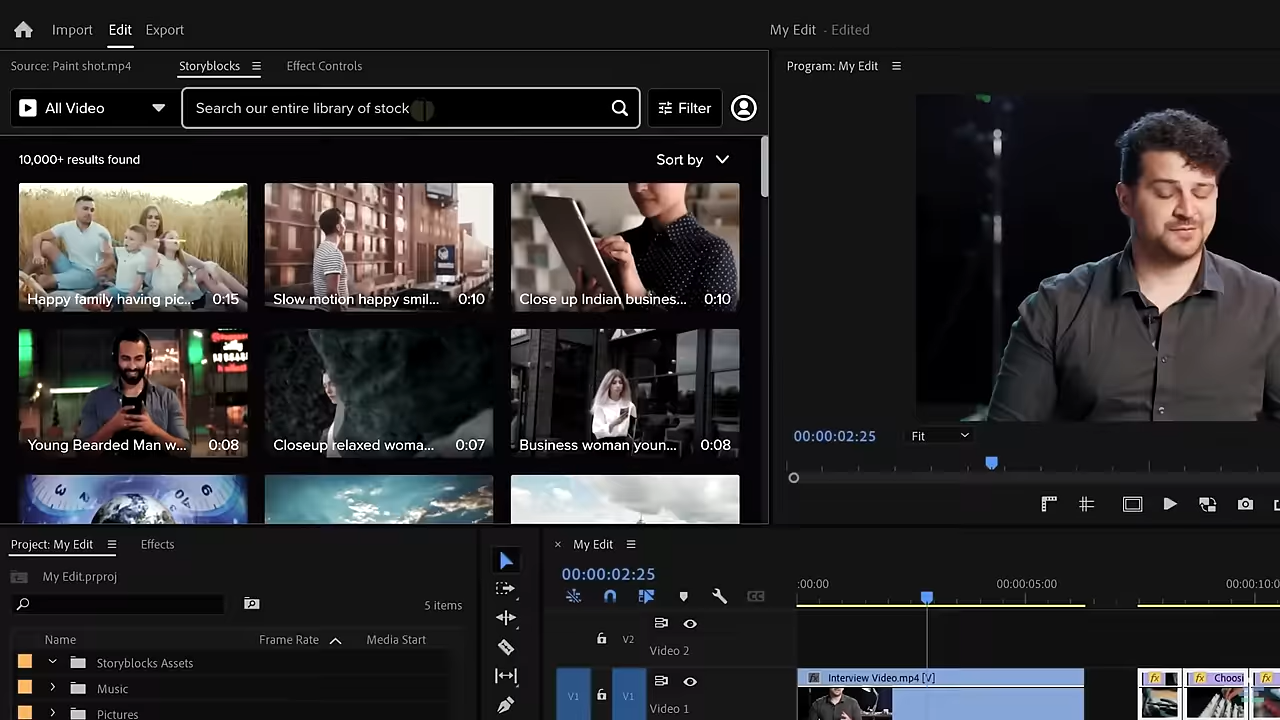 Import Edit Export
My Edit - Edited
Source: Paint shot.mp4 Storyblocks Effect Controls
Program: My Edit
All Video
Search our entire library of stock
Filter
10,000+ results found
Sort by
Happy family having pic... 0:15
Slow motion happy smil... 0:10
Close up Indian busines... 0:10
Young Bearded Man w... 0:08
Closeup relaxed woma... 0:07
Business woman youn... 0:08
00:00:02:25 Fit
Project: My Edit Effects
My Edit.prproj
5 items
Name Frame Rate Media Start
Storyblocks Assets
Music
Pictures
× My Edit
00:00:02:25
:00:00 00:00:05:00 00:00:10:0
V2 Video 2
V1 V1 Video 1
fx Interview Video.mp4 [V]
fx fx Choosi fx